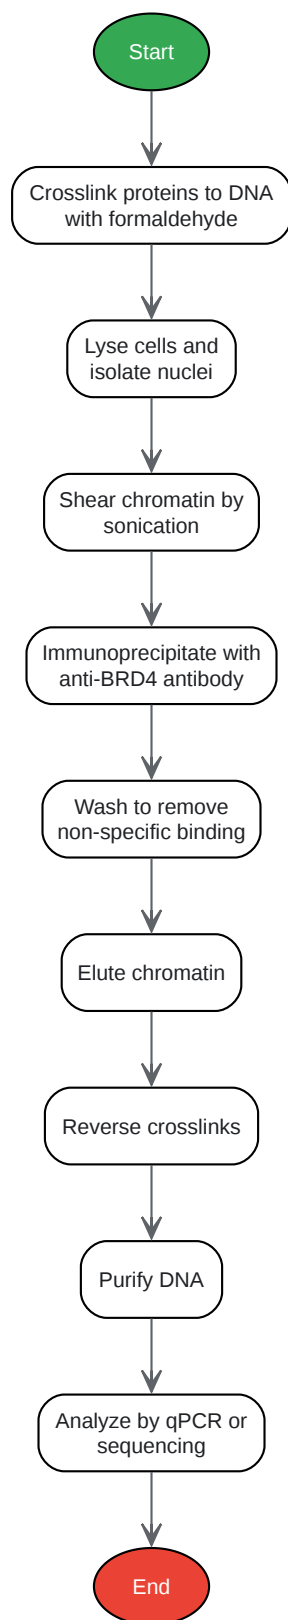 Start
Crosslink proteins to DNA
with formaldehyde
Lyse cells and
isolate nuclei
Shear chromatin by
sonication
Immunoprecipitate with
anti-BRD4 antibody
Wash to remove
non-specific binding
Elute chromatin
Reverse crosslinks
Purify DNA
Analyze by qPCR or
sequencing
End